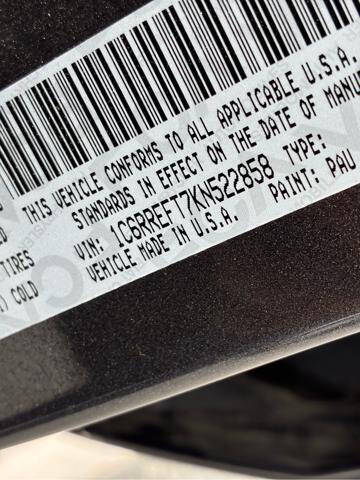 THIS VEHICLE CONFORMS TO ALL APPLICABLE U.S.A.
STANDARDS IN EFFECT ON THE DATE OF MANU
VIN: 1C6RREFT7KN522858 TYPE:
VEHICLE MADE IN U.S.A. PAINT: PAU
TIRES
COLD